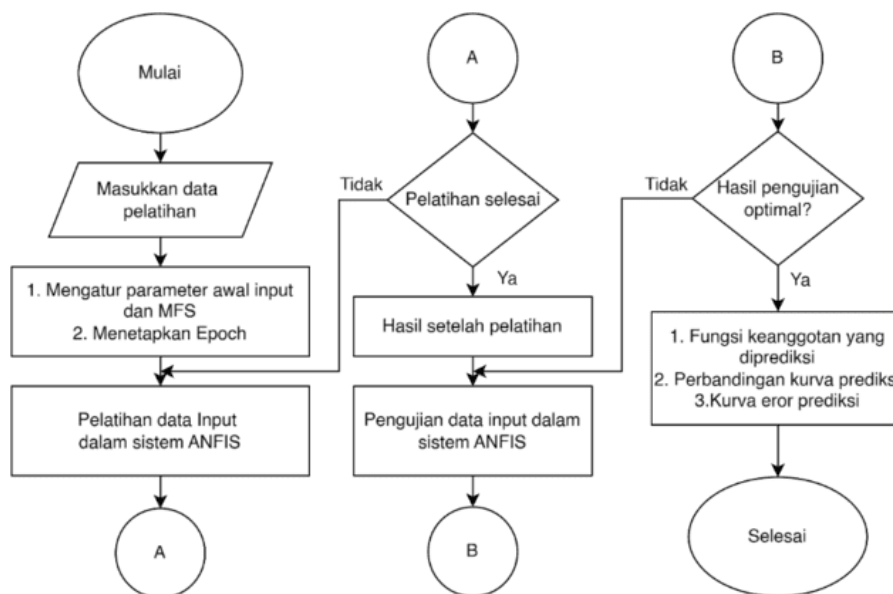 Mulai
Masukkan data
pelatihan
1. Mengatur parameter awal input
dan MFS
2. Menetapkan Epoch
Pelatihan data Input
dalam sistem ANFIS
A
A
Pelatihan selesai
Tidak
Ya
Hasil setelah pelatihan
Pengujian data input dalam
sistem ANFIS
B
B
Hasil pengujian
optimal?
Tidak
Ya
1. Fungsi keanggotan yang
diprediksi
2. Perbandingan kurva prediks
3.Kurva eror prediksi
Selesai